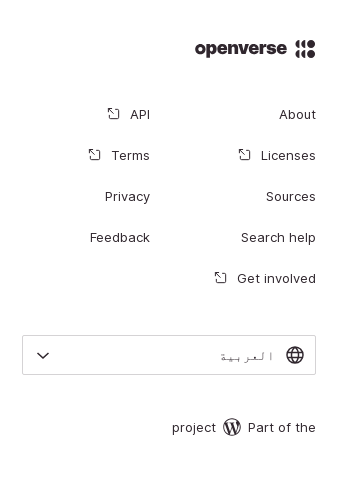 openverse
About
Licenses
Sources
Search help
Get involved
API
Terms
Privacy
Feedback
العربية
Part of the project